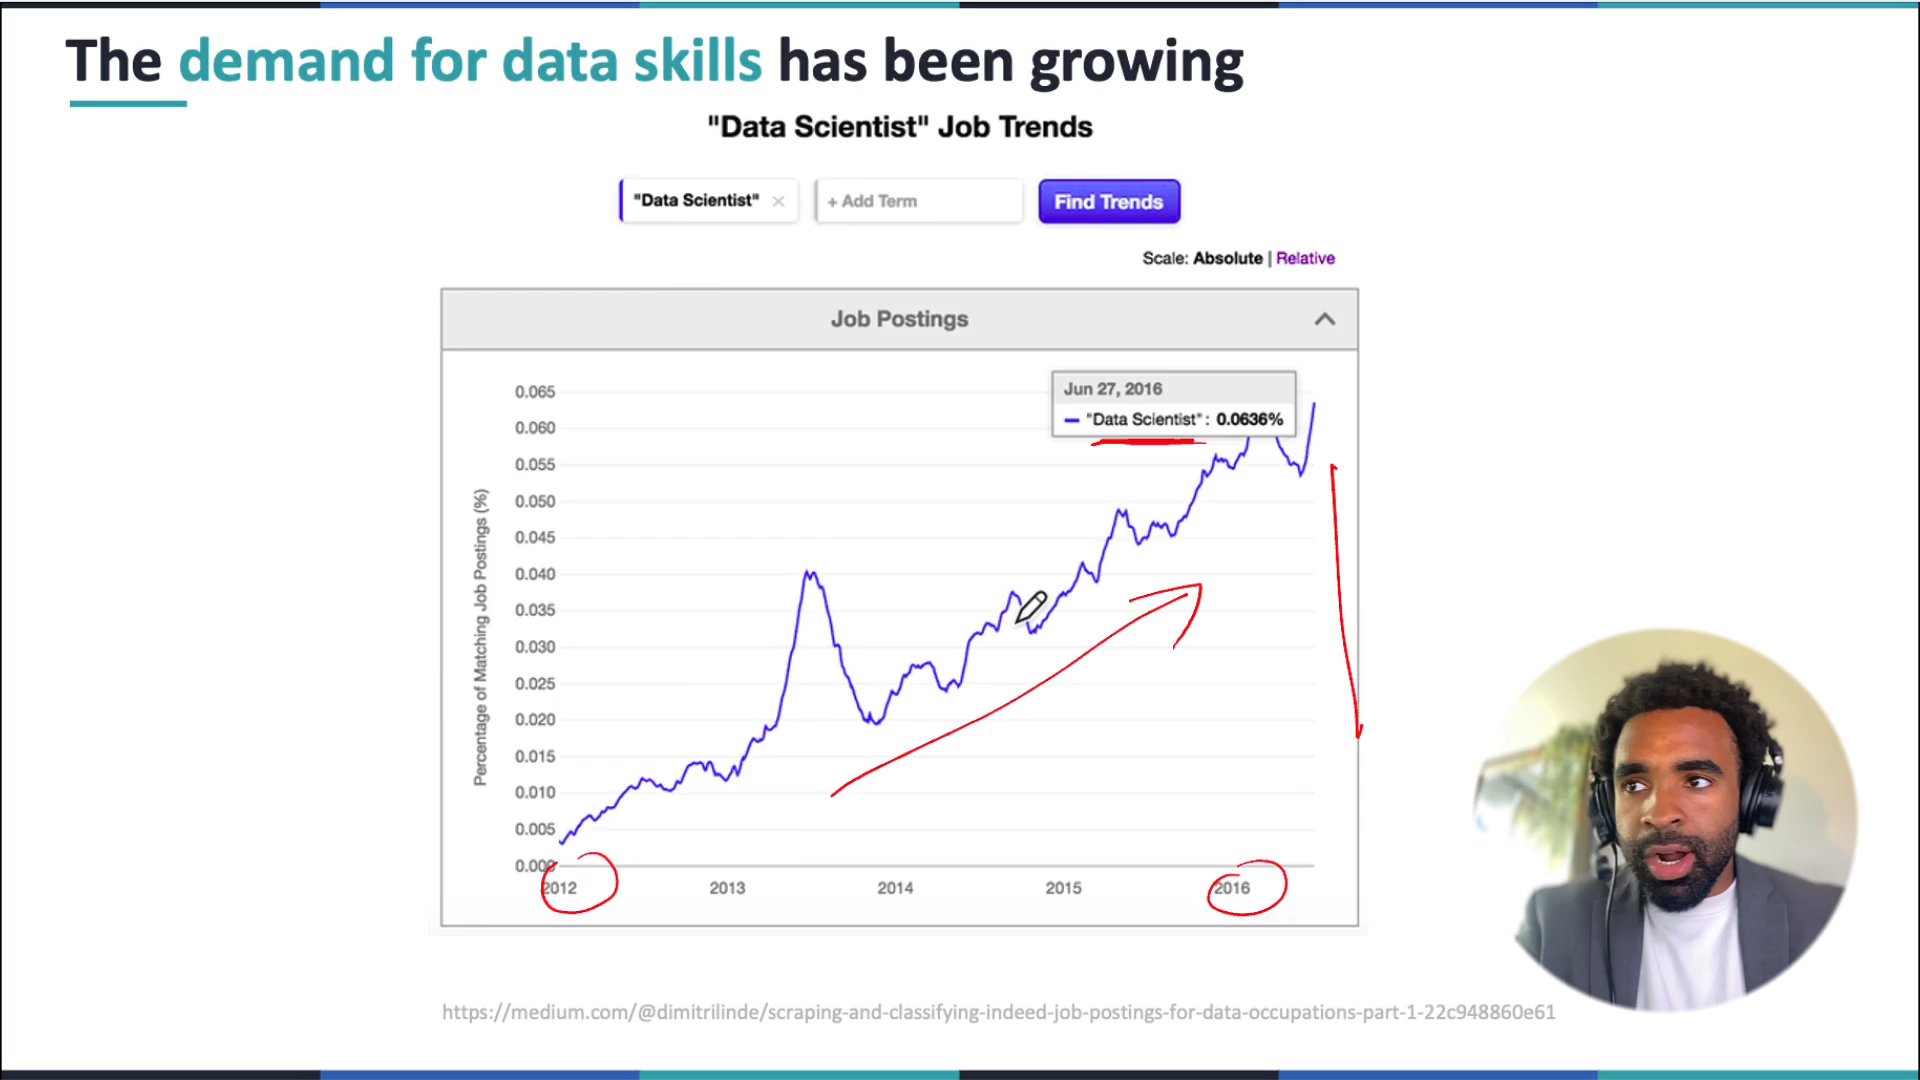 The demand for data skills has been growing
"Data Scientist" Job Trends
"Data Scientist" ×
+ Add Term
Find Trends
Scale: Absolute | Relative
Job Postings
Jun 27, 2016
"Data Scientist" : 0.0636%
Percentage of Matching Job Postings (%)
0.065
0.060
0.055
0.050
0.045
0.040
0.035
0.030
0.025
0.020
0.015
0.010
0.005
0.000
2012 2013 2014 2015 2016
https://medium.com/@dimitrilinde/scraping-and-classifying-indeed-job-postings-for-data-occupations-part-1-22c948860e61